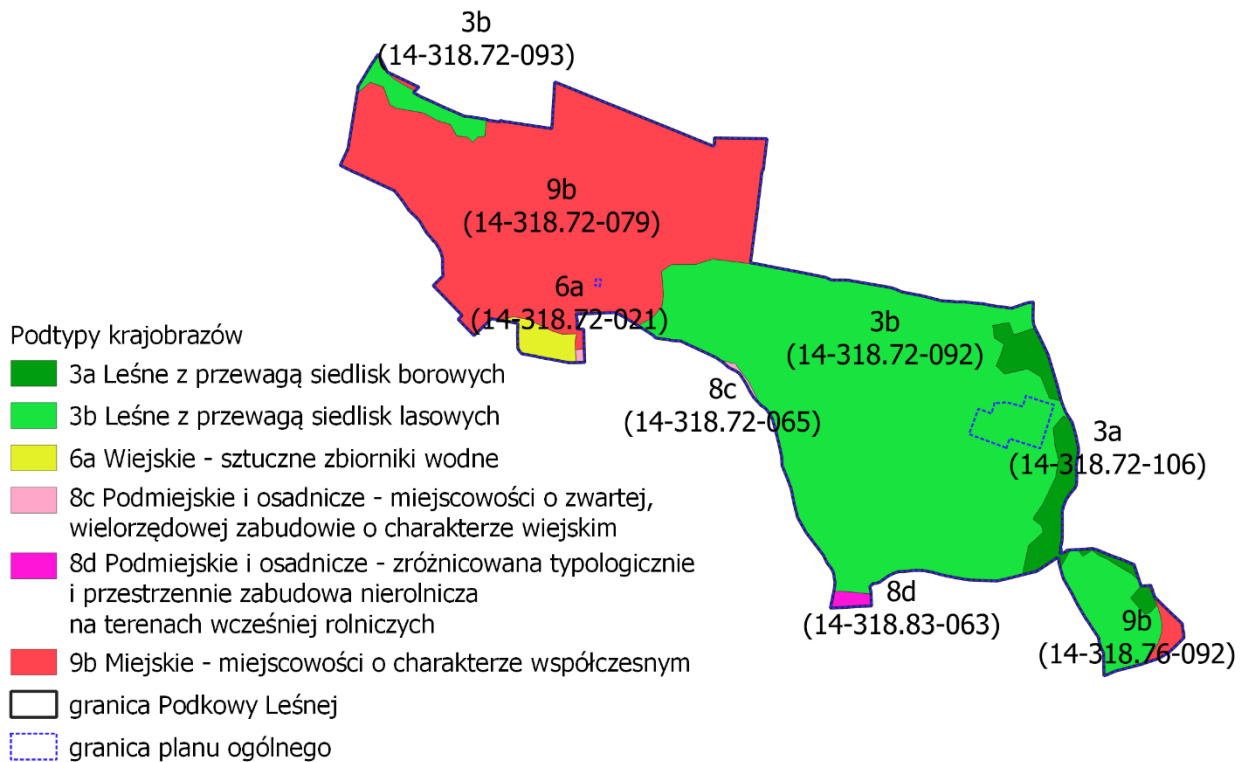 3b
(14-318.72-093)
9b
(14-318.72-079)
6a
(14-318.72-021)
3b
(14-318.72-092)
8c
(14-318.72-065)
3a
(14-318.72-106)
8d
(14-318.83-063)
9b
(14-318.76-092)
Podtypy krajobrazów
3a Leśne z przewagą siedlisk borowych
3b Leśne z przewagą siedlisk lasowych
6a Wiejskie - sztuczne zbiorniki wodne
8c Podmiejskie i osadnicze - miejscowości o zwartej,
wielorzędowej zabudowie o charakterze wiejskim
8d Podmiejskie i osadnicze - zróżnicowana typologicznie
i przestrzennie zabudowa nierolnicza
na terenach wcześniej rolniczych
9b Miejskie - miejscowości o charakterze współczesnym
granica Podkowy Leśnej
granica planu ogólnego